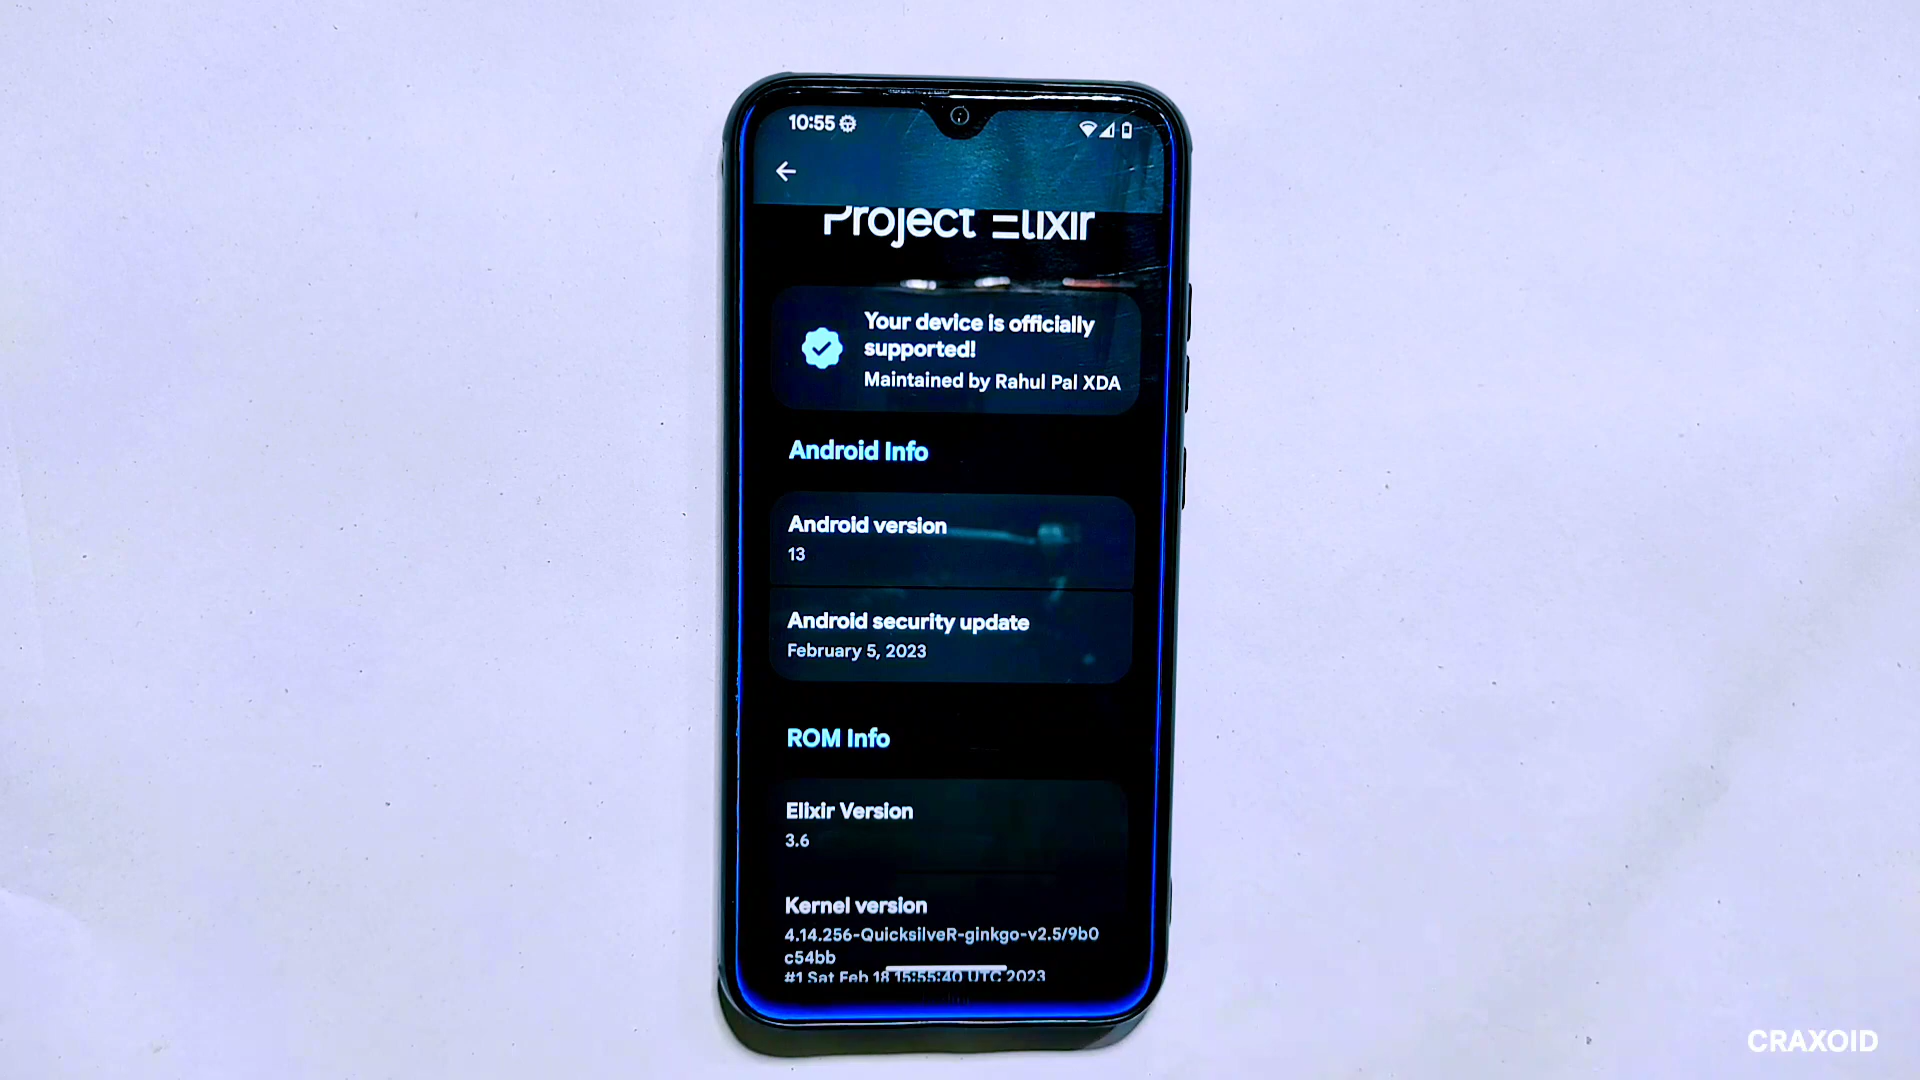 10:55
Project Elixir
Your device is officially
supported!
Maintained by Rahul Pal XDA
Android Info
Android version
13
Android security update
February 5, 2023
ROM Info
Elixir Version
3.6
Kernel version
4.14.256-QuicksilveR-ginkgo-v2.5/9b0
c54bb
#1 Sat Feb 18 15:55:40 UTC 2023
CRAXOID